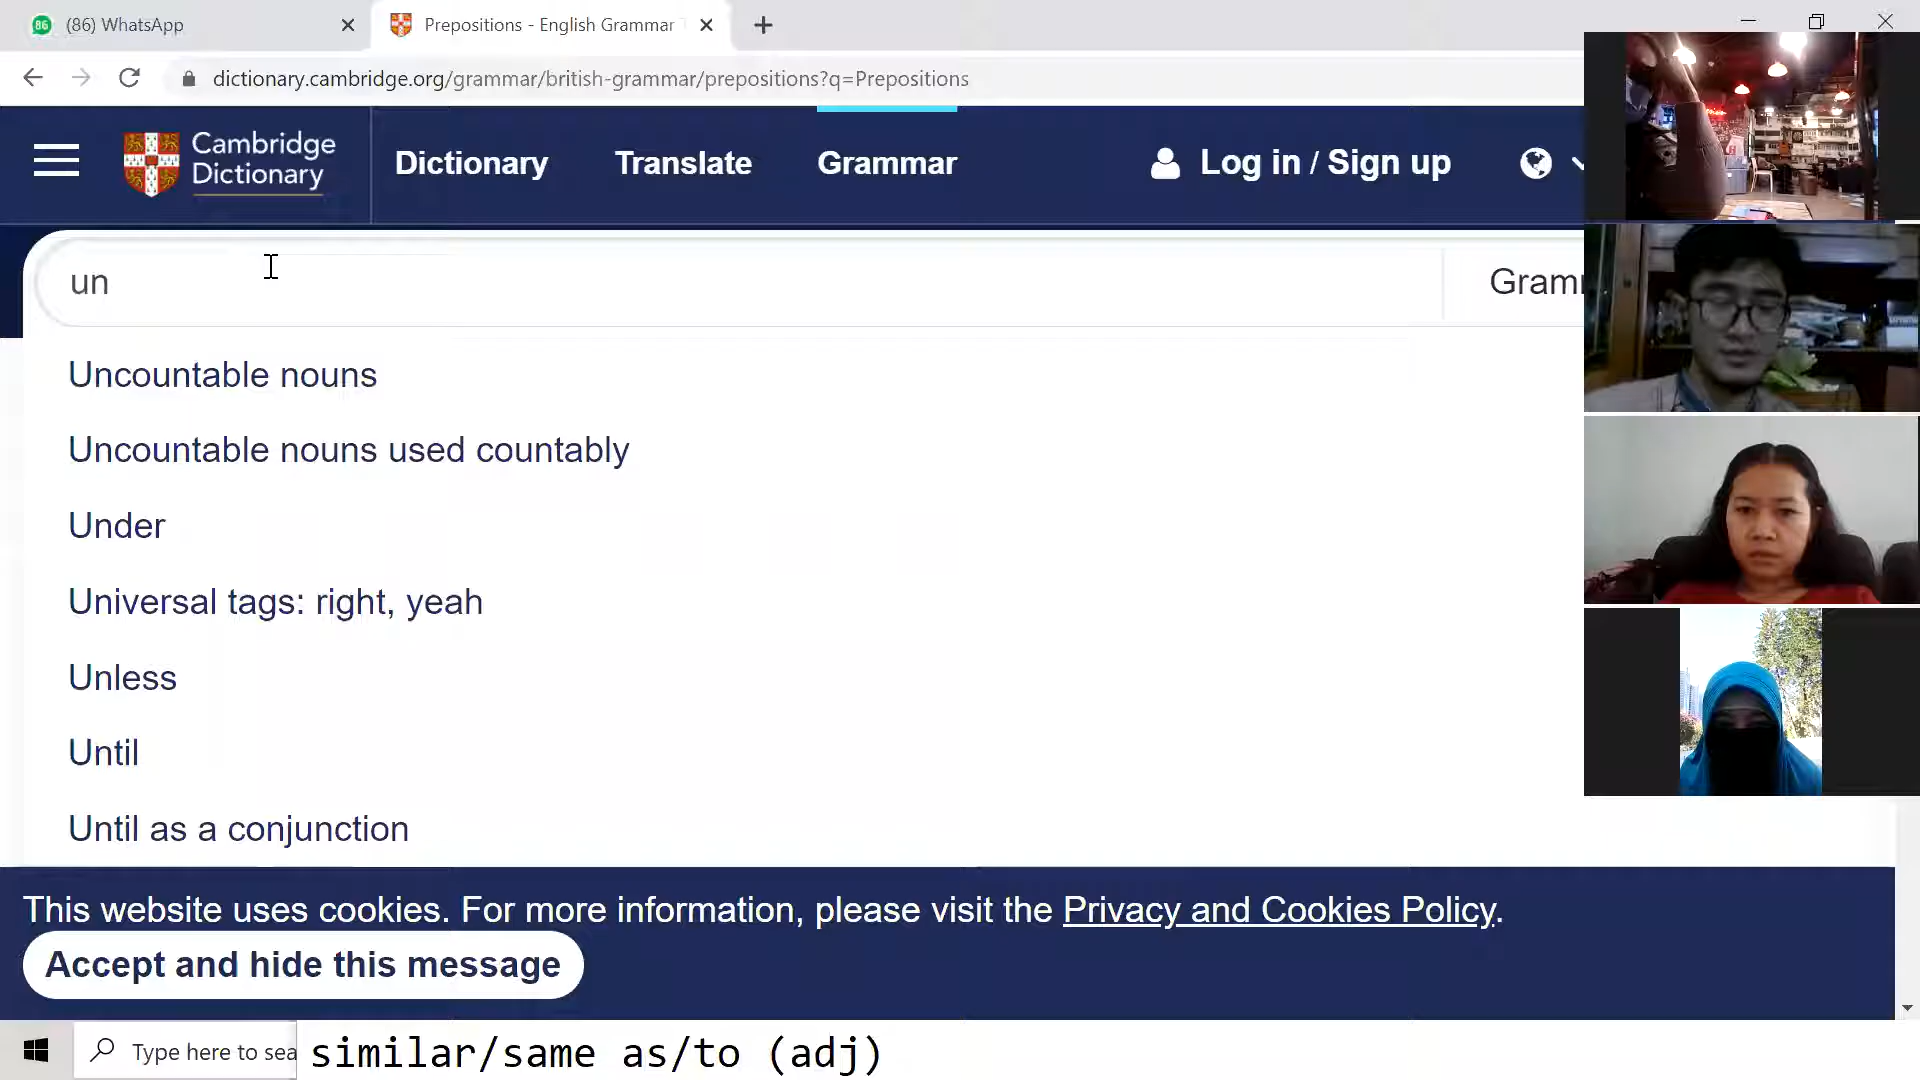 (86) WhatsApp
Prepositions - English Grammar
dictionary.cambridge.org/grammar/british-grammar/prepositions?q=Prepositions
Cambridge
Dictionary
Dictionary
Translate
Grammar
Log in / Sign up
un
Uncountable nouns
Uncountable nouns used countably
Under
Universal tags: right, yeah
Unless
Until
Until as a conjunction
This website uses cookies. For more information, please visit the Privacy and Cookies Policy.
Accept and hide this message
Type here to sea
similar/same as/to (adj)